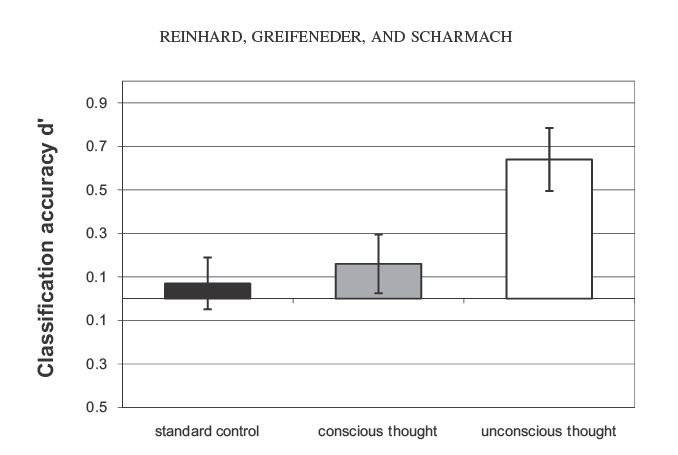 REINHARD, GREIFENEDER, AND SCHARMACH
Classification accuracy d'
0.9
0.7
0.5
0.3
0.1
0.1
0.3
0.5
standard control
conscious thought
unconscious thought